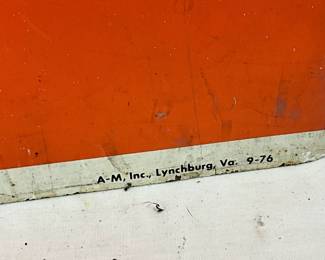 A-M, Inc., Lynchburg, Va. 9-76